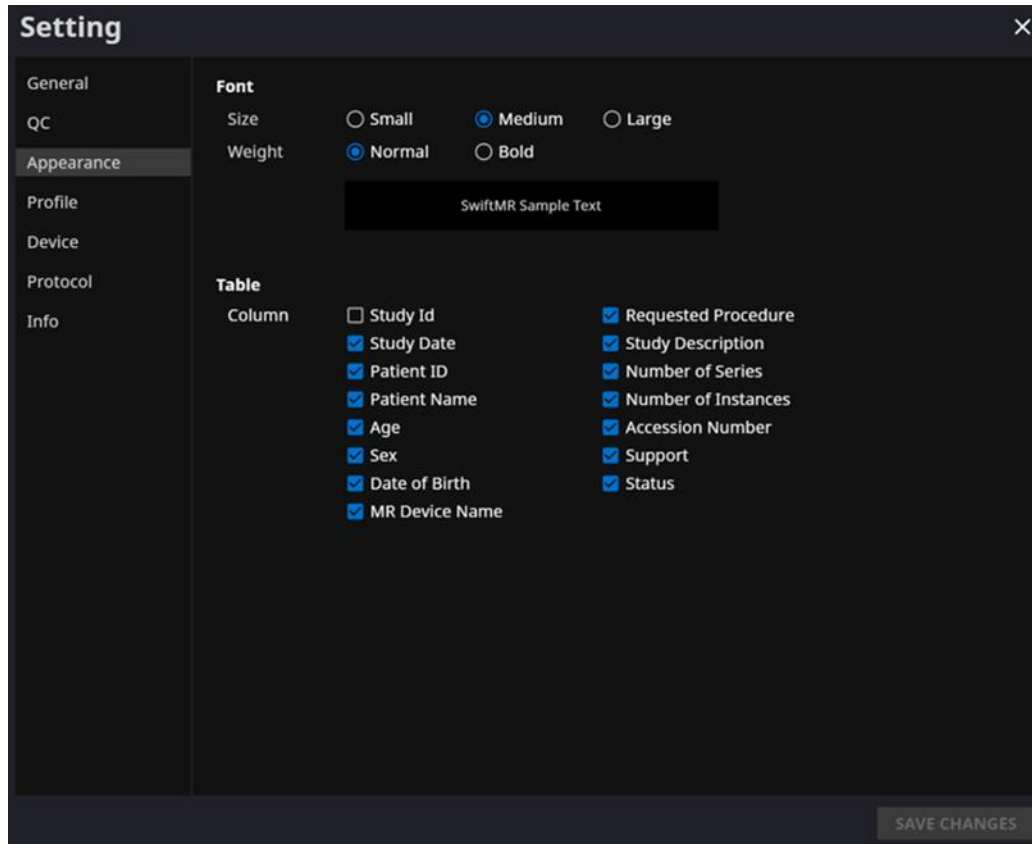 Setting
General
QC
Appearance
Profile
Device
Protocol
Info
Font
Size Small Medium Large
Weight Normal Bold
SwiftMR Sample Text
Table
Column Study Id Requested Procedure
Study Date Study Description
Patient ID Number of Series
Patient Name Number of Instances
Age Accession Number
Sex Support
Date of Birth Status
MR Device Name
SAVE CHANGES